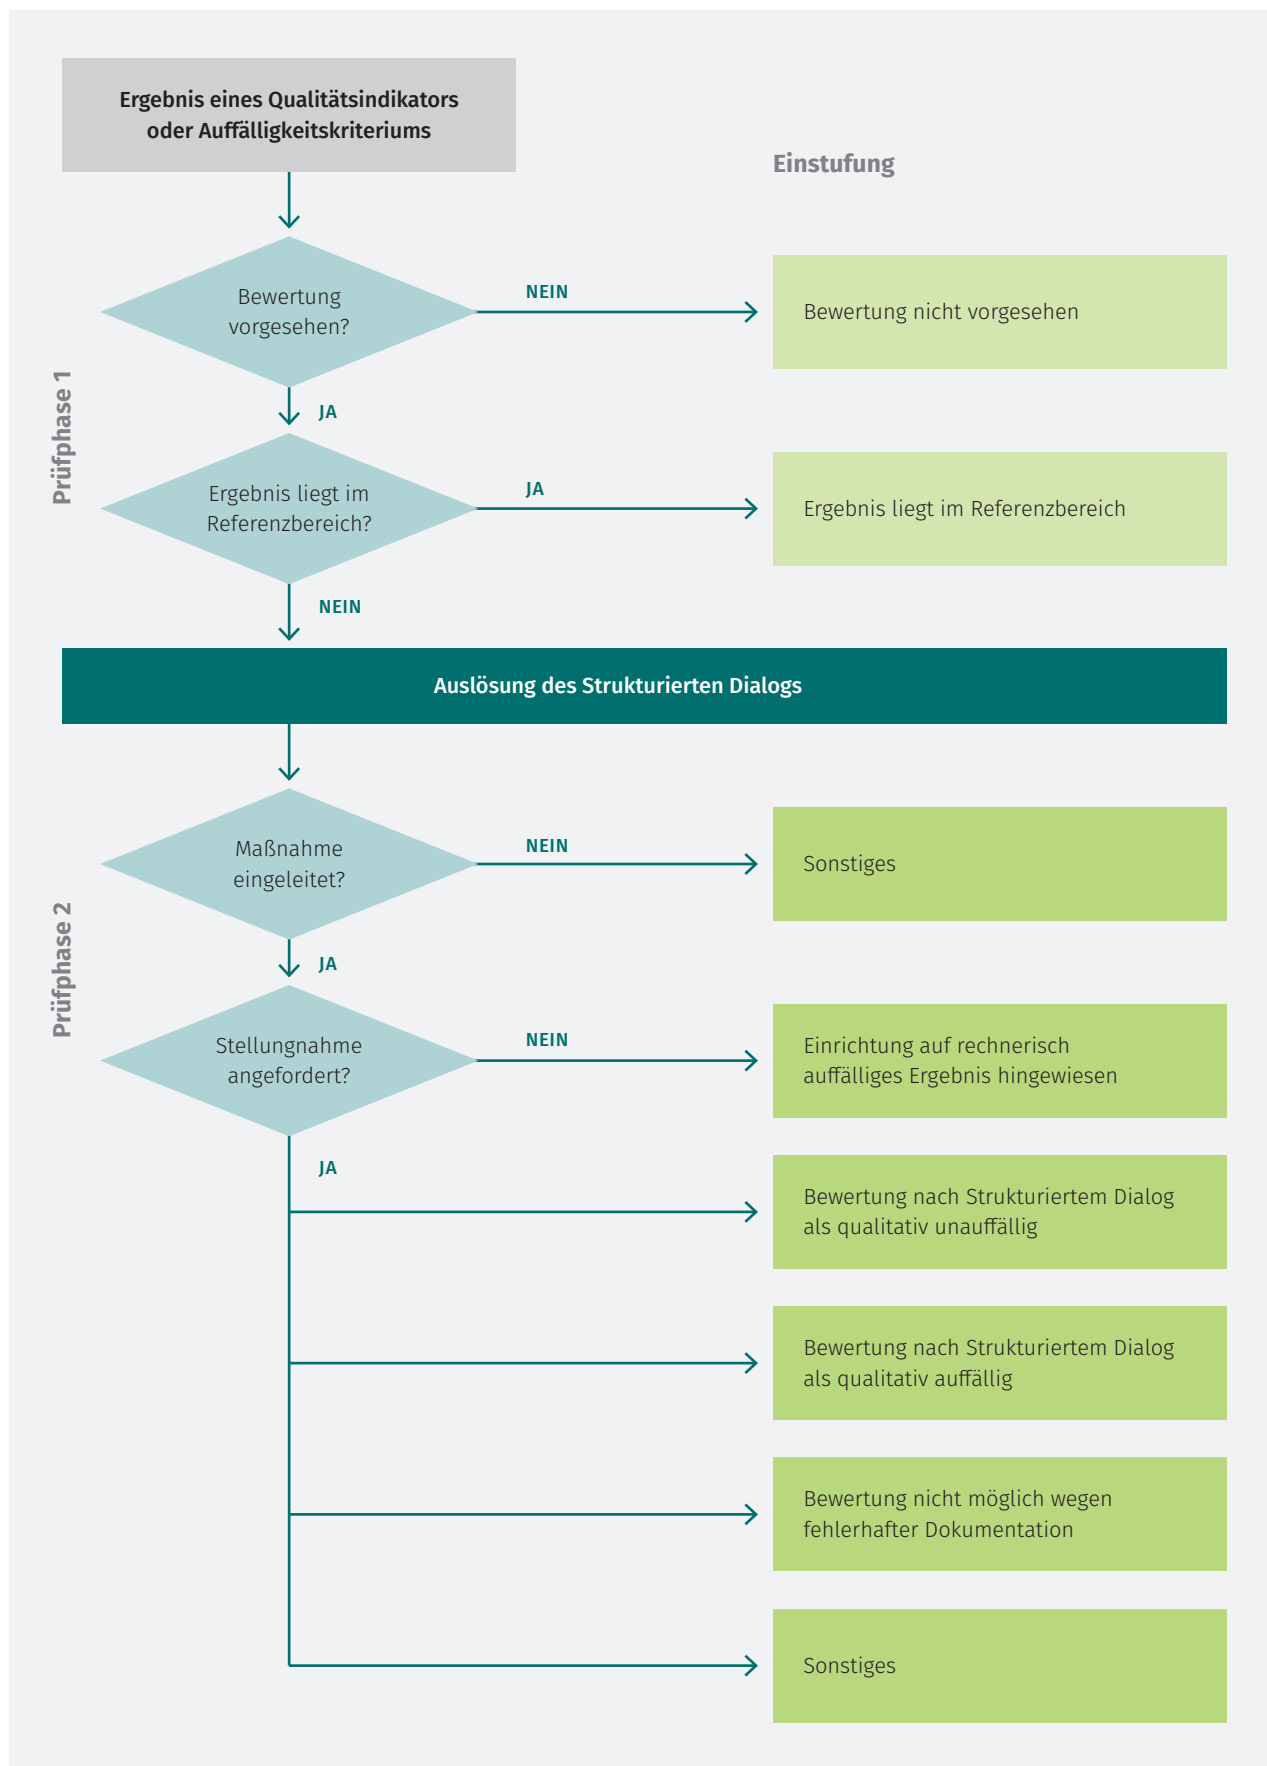 Ergebnis eines Qualitätsindikators
oder Auffälligkeitskriteriums
Einstufung
Prüfphase 1
Bewertung
vorgesehen?
NEIN
Bewertung nicht vorgesehen
JA
Ergebnis liegt im
Referenzbereich?
JA
Ergebnis liegt im Referenzbereich
NEIN
Auslösung des Strukturierten Dialogs
Prüfphase 2
Maßnahme
eingeleitet?
NEIN
Sonstiges
JA
Stellungnahme
angefordert?
NEIN
Einrichtung auf rechnerisch
auffälliges Ergebnis hingewiesen
JA
Bewertung nach Strukturiertem Dialog
als qualitativ unauffällig
Bewertung nach Strukturiertem Dialog
als qualitativ auffällig
Bewertung nicht möglich wegen
fehlerhafter Dokumentation
Sonstiges